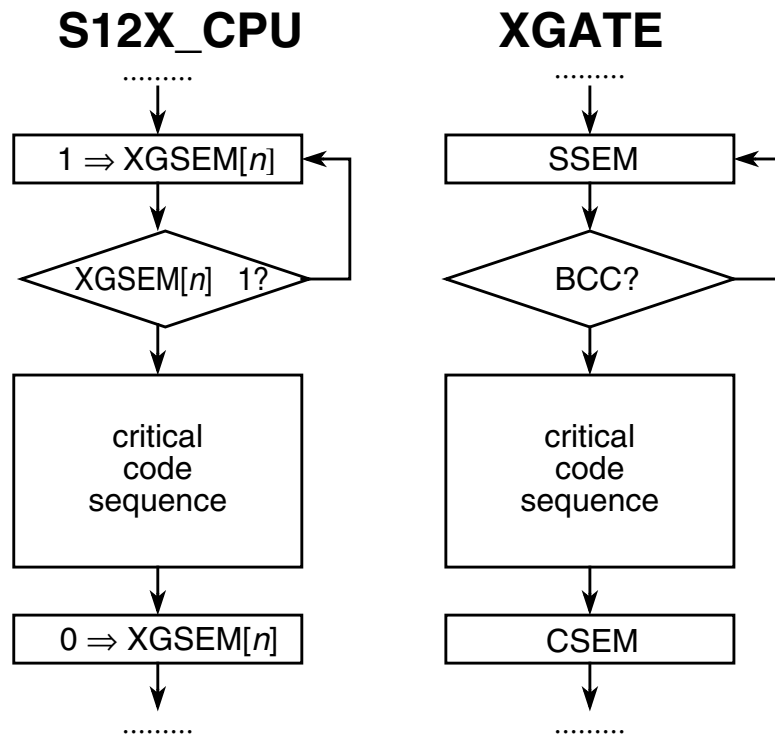 S12X_CPU
.........
1 ⇒ XGSEM[n]
XGSEM[n] 1?
critical
code
sequence
0 ⇒ XGSEM[n]
.........
XGATE
.........
SSEM
BCC?
critical
code
sequence
CSEM
.........